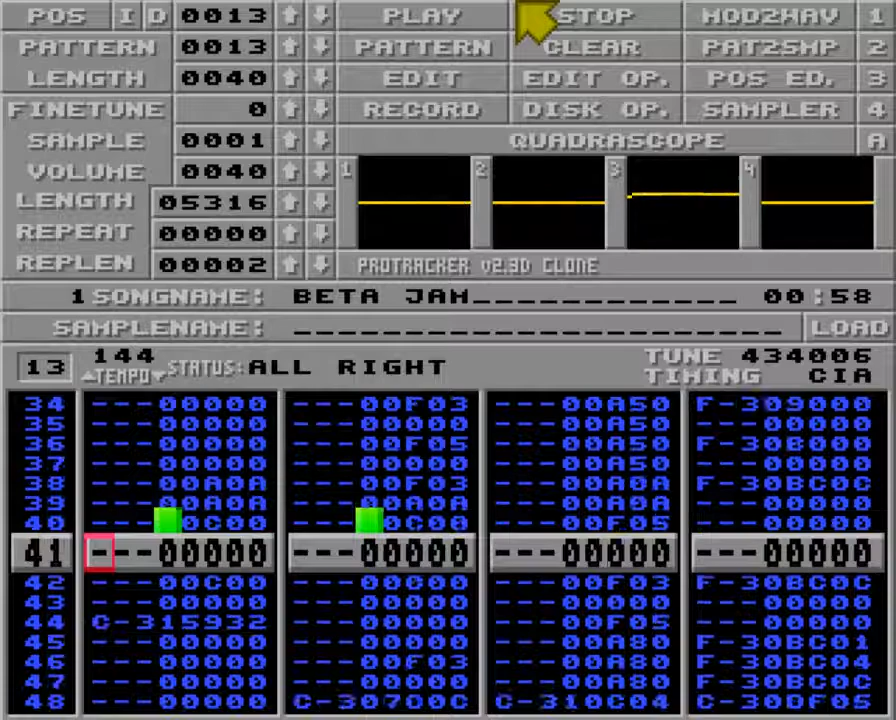 POS I D 0013 PLAY STOP MOD2WAV 1
PATTERN 0013 PATTERN CLEAR PAT2SMP 2
LENGTH 0040 EDIT EDIT OP. POS ED. 3
FINETUNE 0 RECORD DISK OP. SAMPLER 4
SAMPLE 0001 QUADRASCOPE A
VOLUME 0040 1 2 3 4
LENGTH 05316
REPEAT 00000
REPLEN 00002 PROTRACKER V2.3D CLONE
1 SONGNAME: BETA JAM____________ 00:58
SAMPLENAME: ______________________ LOAD
13 144 TEMPO STATUS: ALL RIGHT TUNE 434006
TIMING CIA
34 ---00000 ---00F03 ---00A50 F-309000
35 ---00000 ---00000 ---00A50 ---00000
36 ---00000 ---00F05 ---00A50 F-30B000
37 ---00000 ---00000 ---00A50 ---00000
38 ---00A0A ---00F03 ---00A50 F-30BC0C
39 ---00A0A ---00A0A ---00000 ---00000
40 ---00C00 ---00C00 ---00F05 ---00000
41 ---00000 ---00000 ---00000 ---00000
42 ---00C00 ---00000 ---00F03 F-30BC0C
43 ---00000 ---00000 ---00000 ---00000
44 C-315932 ---00000 ---00F05 ---00000
45 ---00000 ---00000 ---00A80 F-30BC01
46 ---00000 ---00F03 ---00A80 F-30BC04
47 ---00000 ---00000 ---00A80 ---00000
48 ---00000 C-307C0C C-310C04 C-30DF05